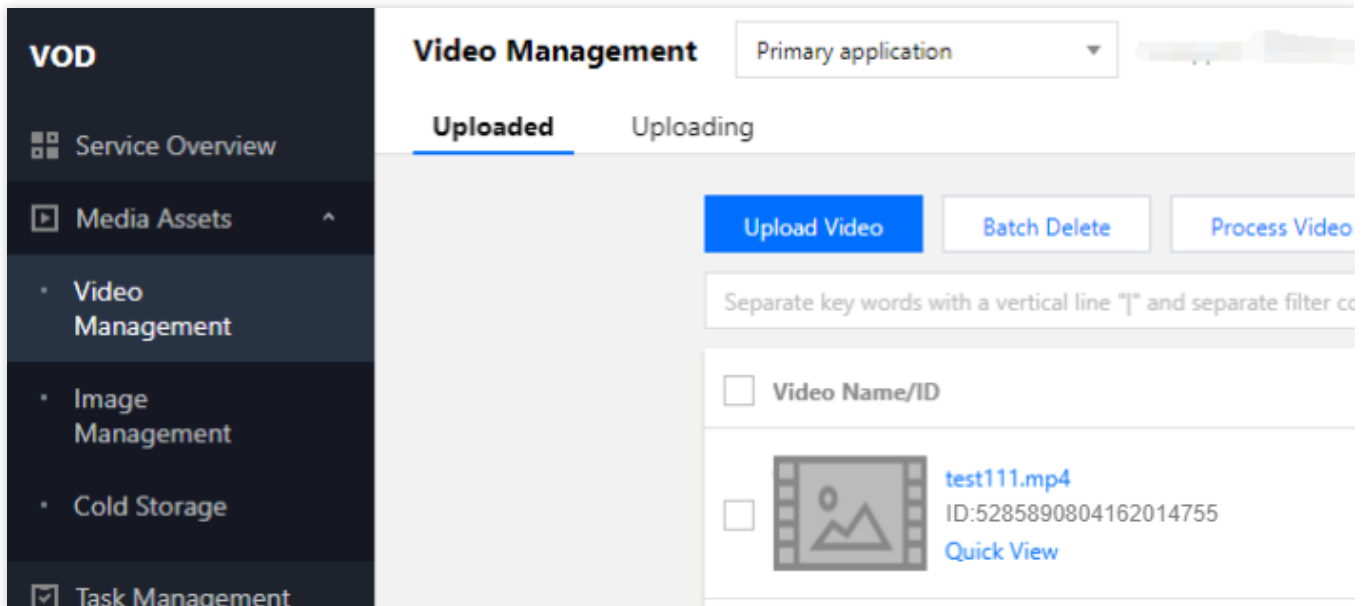 VOD
Service Overview
Media Assets
Video
Management
Image
Management
Cold Storage
Task Management
Video Management
Primary application
Uploaded
Uploading
Upload Video
Batch Delete
Process Video
Separate key words with a vertical line "|" and separate filter
Video Name/ID
test111.mp4
ID:5285890804162014755
Quick View